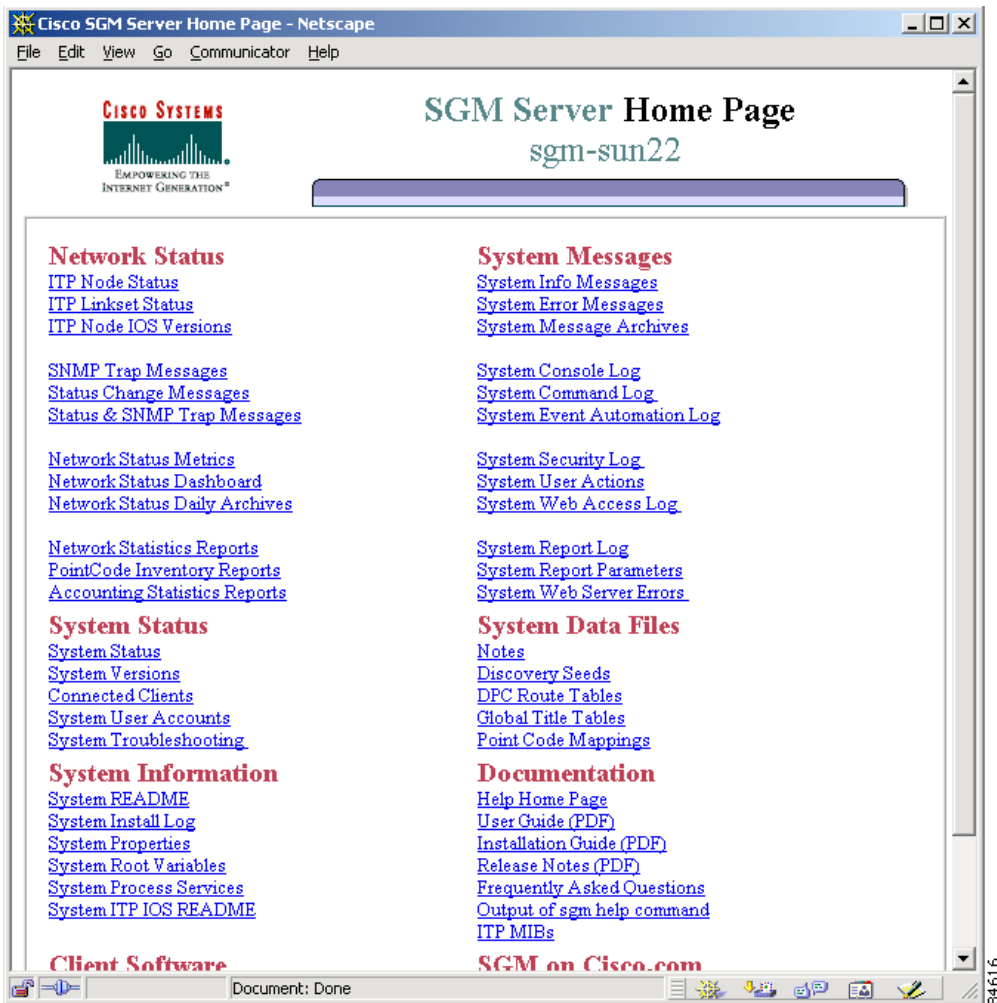 Cisco SGM Server Home Page - Netscape
File Edit View Go Communicator Help
CISCO SYSTEMS
EMPOWERING THE
INTERNET GENERATION®
SGM Server Home Page
sgm-sun22
Network Status
ITP Node Status
ITP Linkset Status
ITP Node IOS Versions
SNMP Trap Messages
Status Change Messages
Status & SNMP Trap Messages
Network Status Metrics
Network Status Dashboard
Network Status Daily Archives
Network Statistics Reports
PointCode Inventory Reports
Accounting Statistics Reports
System Messages
System Info Messages
System Error Messages
System Message Archives
System Console Log
System Command Log
System Event Automation Log
System Security Log
System User Actions
System Web Access Log
System Report Log
System Report Parameters
System Web Server Errors
System Status
System Status
System Versions
Connected Clients
System User Accounts
System Troubleshooting
System Data Files
Notes
Discovery Seeds
DPC Route Tables
Global Title Tables
Point Code Mappings
System Information
System README
System Install Log
System Properties
System Root Variables
System Process Services
System ITP IOS README
Documentation
Help Home Page
User Guide (PDF)
Installation Guide (PDF)
Release Notes (PDF)
Frequently Asked Questions
Output of sgm help command
ITP MIBs
Client Software
SGM on Cisco.com
Document: Done